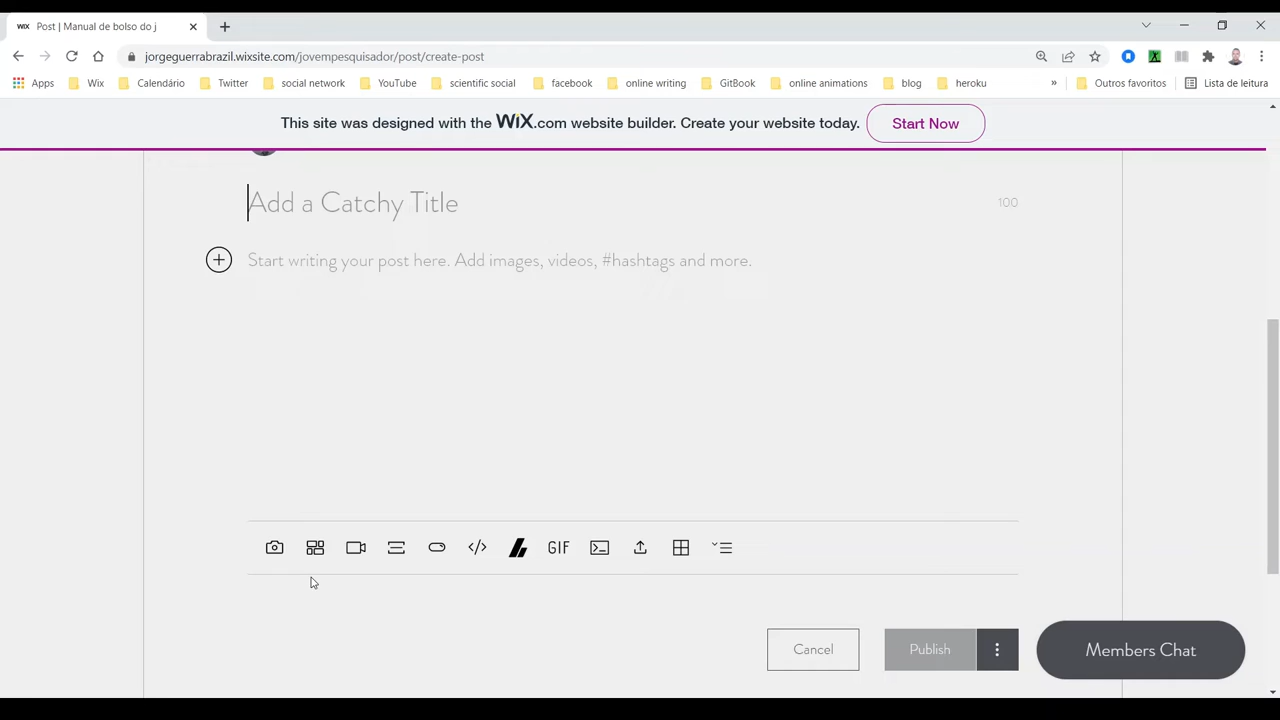 WiX Post | Manual de bolso do j
jorgeguerrabrazil.wixsite.com/jovempesquisador/post/create-post
Apps Wix Calendário Twitter social network YouTube scientific social facebook online writing GitBook online animations blog heroku » Outros favoritos Lista de leitura
This site was designed with the WiX.com website builder. Create your website today. Start Now
Add a Catchy Title 100
Start writing your post here. Add images, videos, #hashtags and more.
GIF
Cancel Publish Members Chat